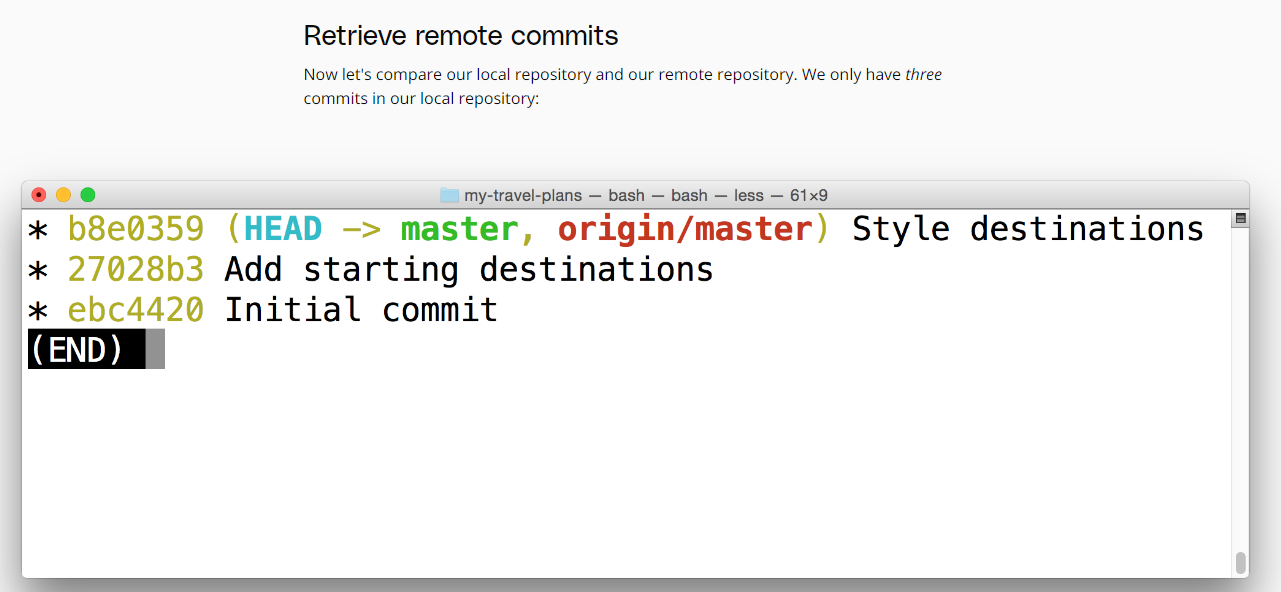 Retrieve remote commits
Now let's compare our local repository and our remote repository. We only have three
commits in our local repository:
my-travel-plans — bash — bash — less — 61×9
* b8e0359 (HEAD -> master, origin/master) Style destinations
* 27028b3 Add starting destinations
* ebc4420 Initial commit
(END)